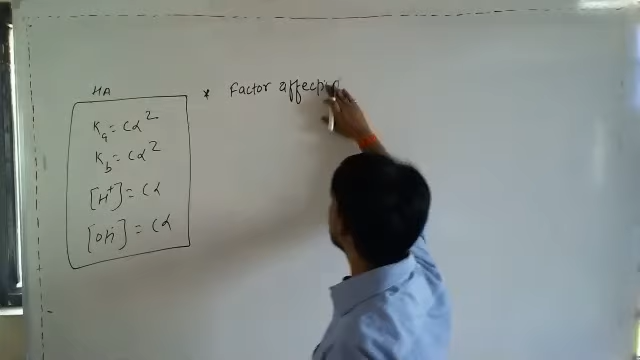 HA
Ka = Cα²
Kb = Cα²
[H⁺] = Cα
[OH⁻] = Cα
* Factor affecting